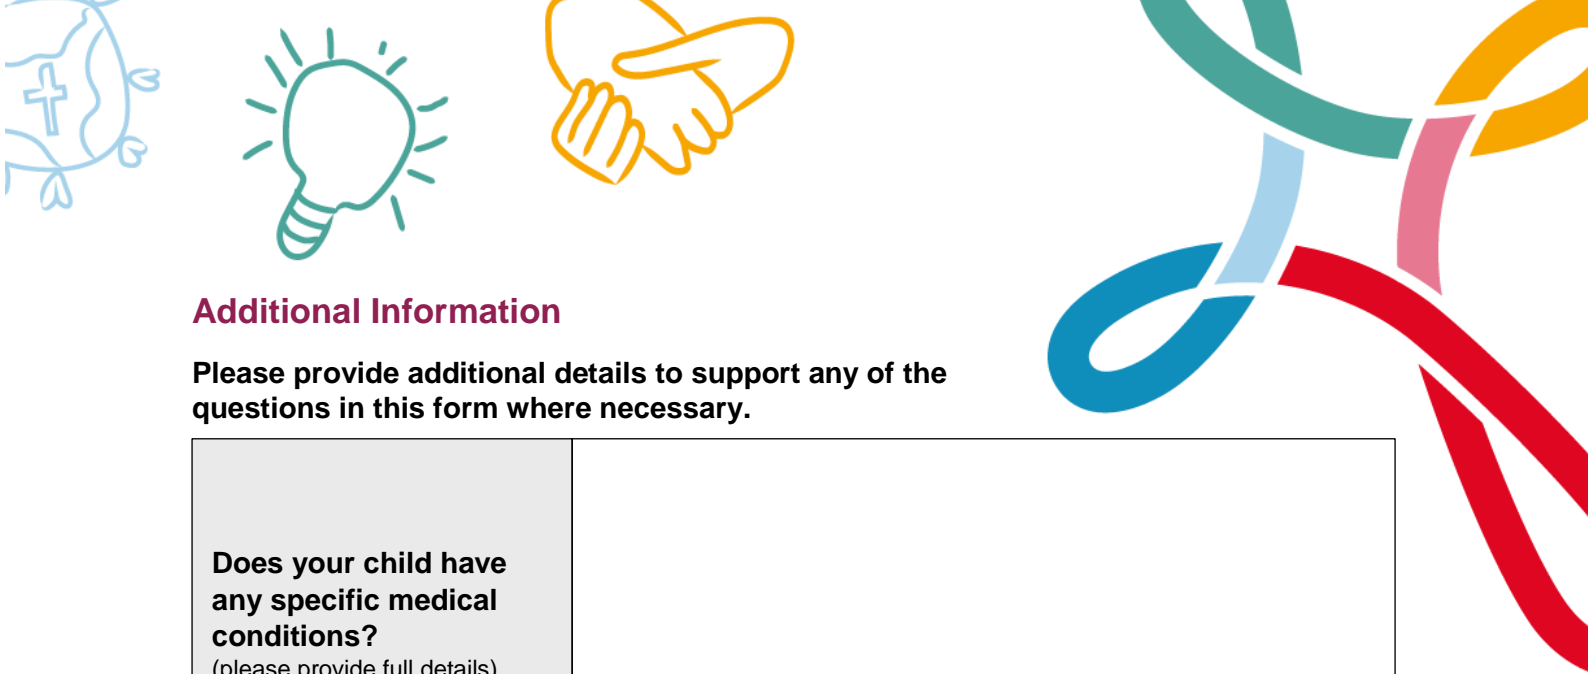 Additional Information
Please provide additional details to support any of the
questions in this form where necessary.
Does your child have
any specific medical
conditions?
(please provide full details)